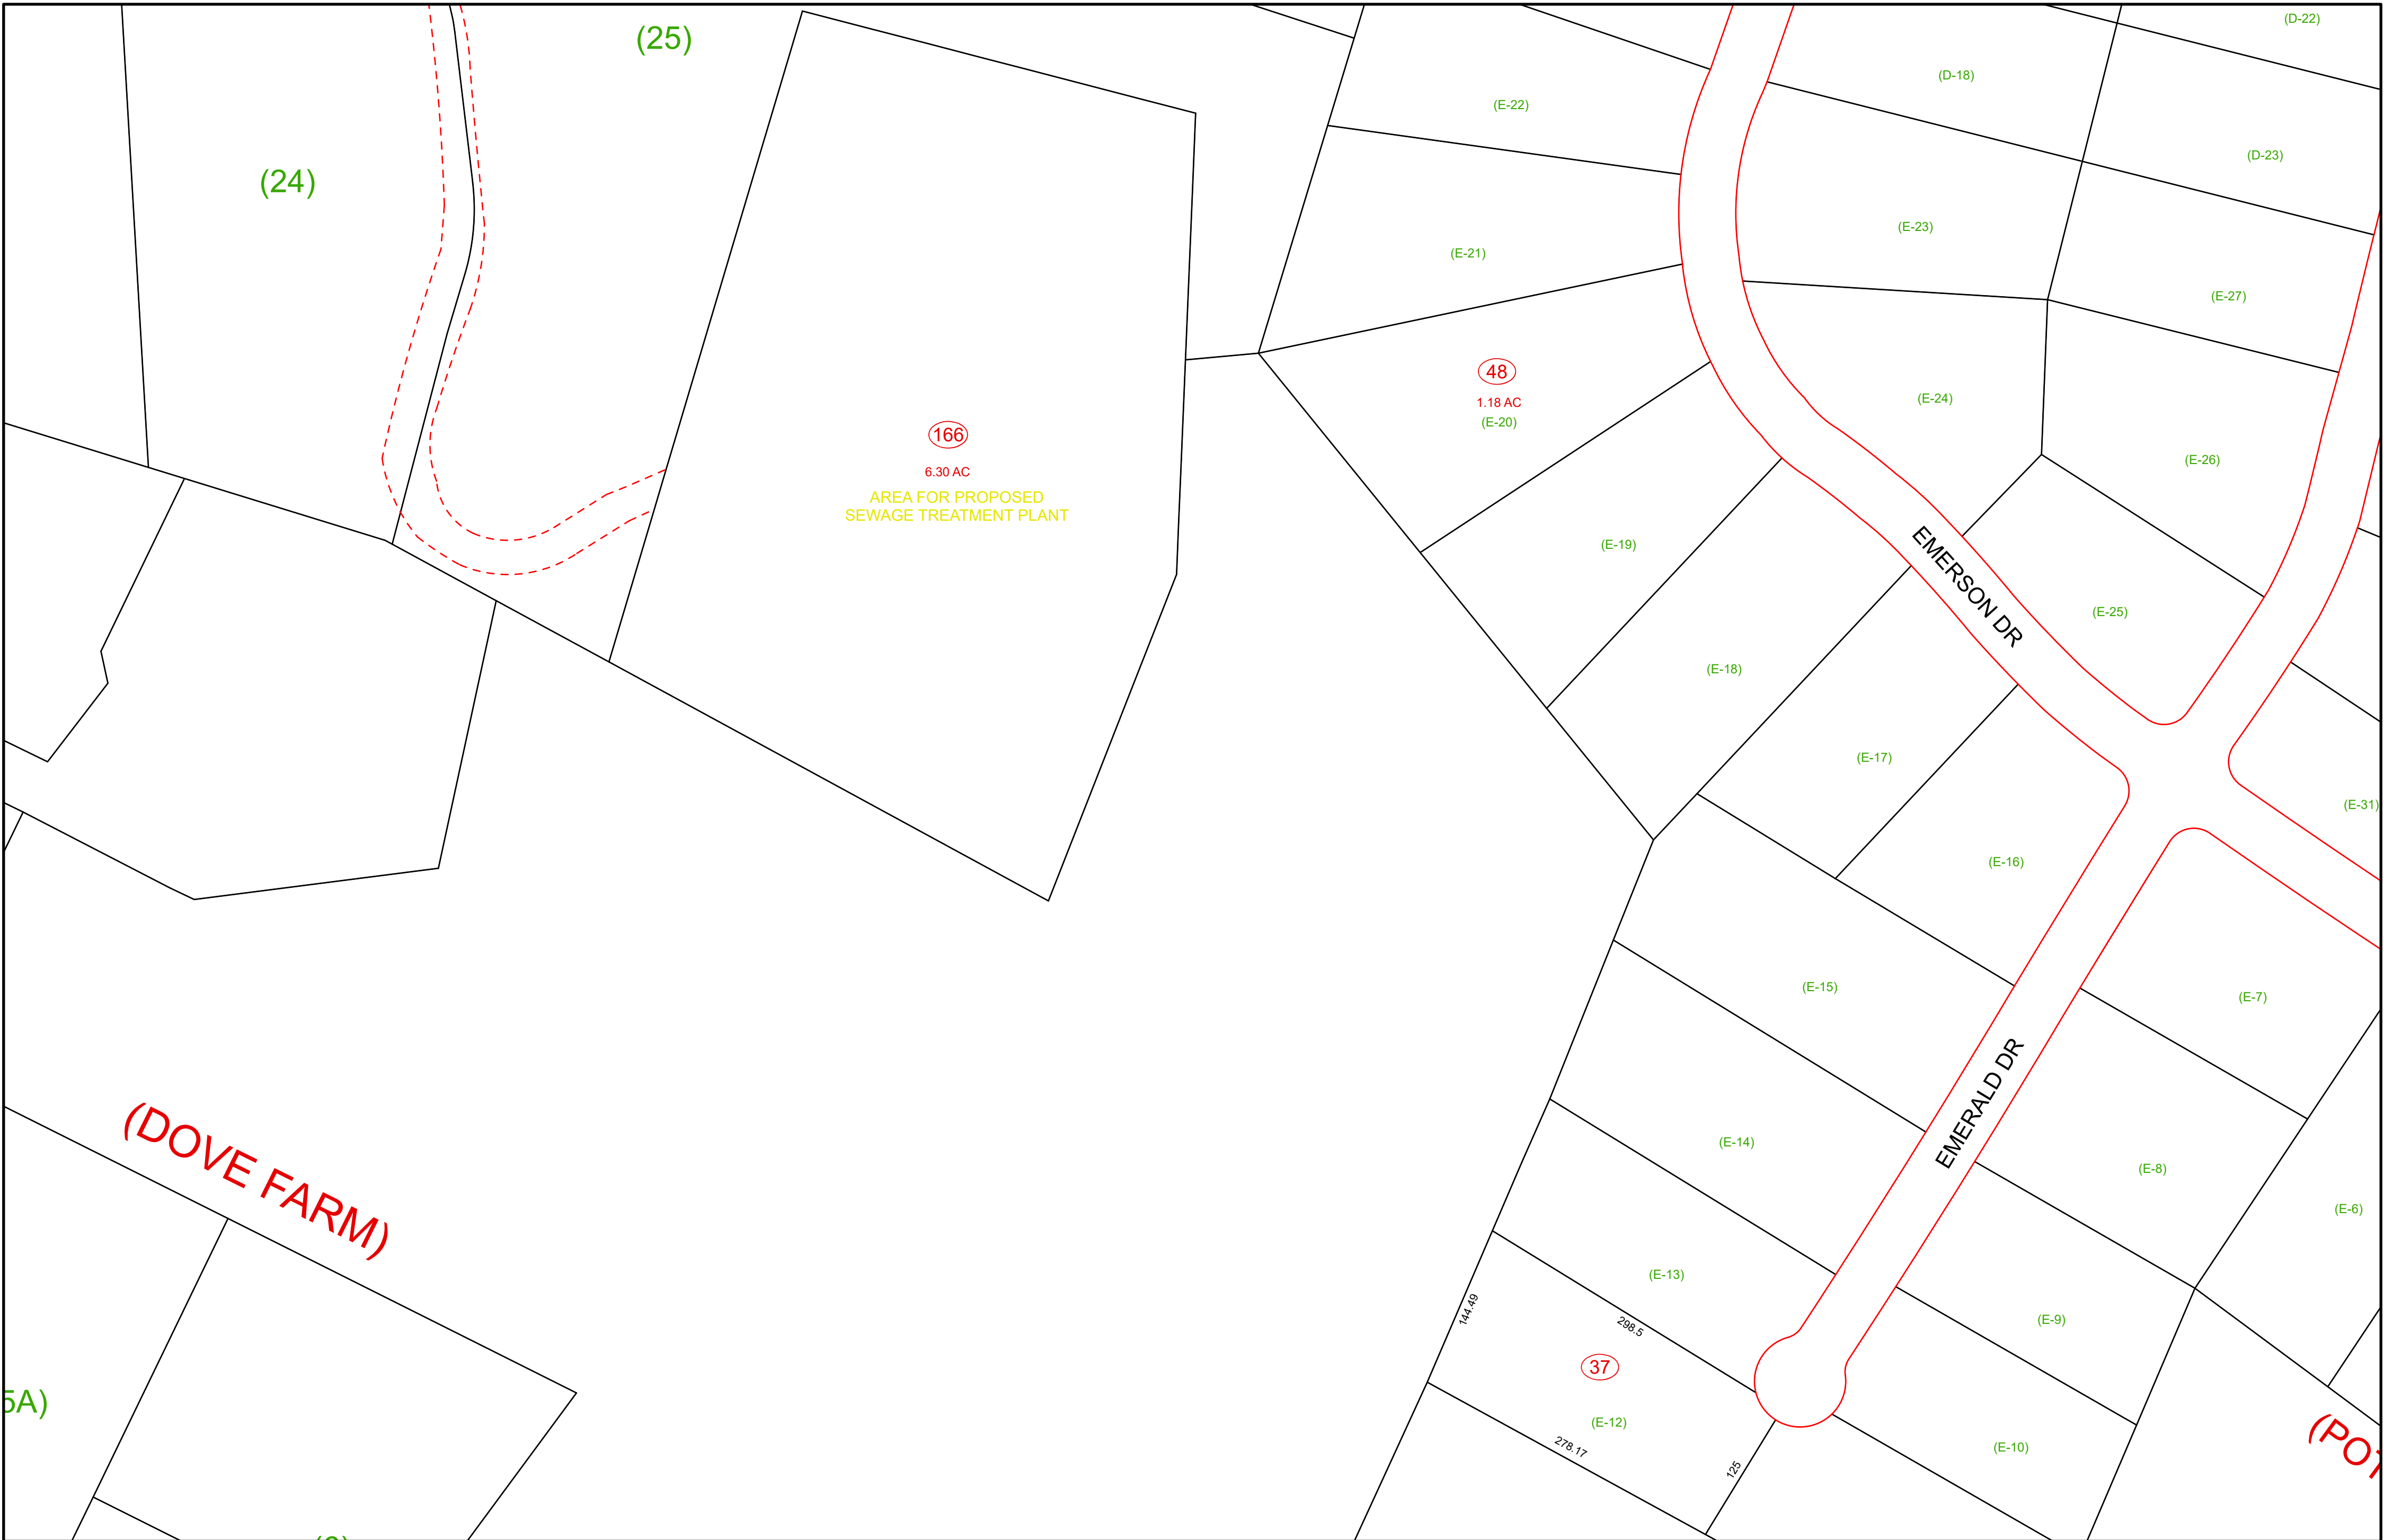 (D-22)
(25)
(D-18)
(E-22)
(D-23)
(24)
(E-23)
(E-21)
(E-27)
48
1.18 AC
(E-20)
(E-24)
166
6.30 AC
AREA FOR PROPOSED
SEWAGE TREATMENT PLANT
(E-26)
(E-19)
EMERSON DR
(E-25)
(E-18)
(E-17)
(E-31)
(E-16)
(E-15)
(E-7)
EMERALD DR
(E-14)
(E-8)
(DOVE FARM)
(E-6)
(E-13)
144.49
298.5
(E-9)
37
5A)
(E-12)
(E-10)
278.17
125
(POT